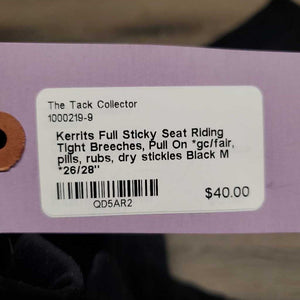 The Tack Collector
1000219-9
Kerrits Full Sticky Seat Riding
Tight Breeches, Pull On *gc/fair,
pills, rubs, dry stickies Black M
*26/28"
QD5AR2
$40.00